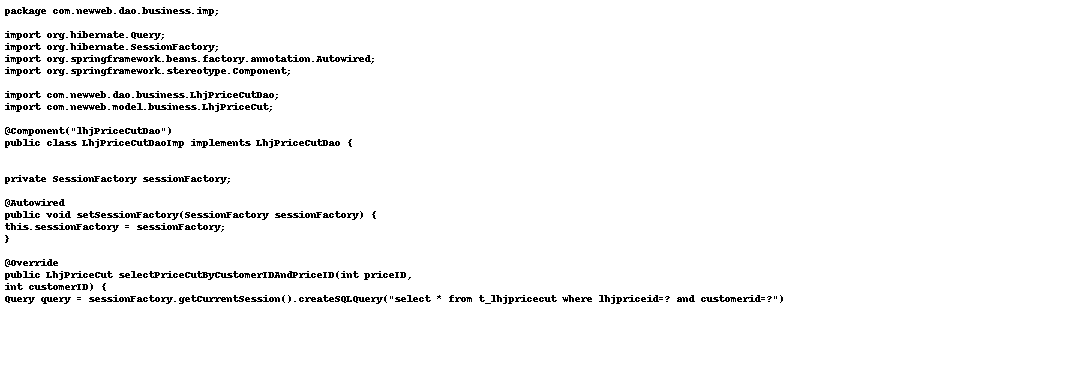 package com.newweb.dao.business.imp;
import org.hibernate.Query;
import org.hibernate.SessionFactory;
import org.springframework.beans.factory.annotation.Autowired;
import org.springframework.stereotype.Component;
import com.newweb.dao.business.LhjPriceCutDao;
import com.newweb.model.business.LhjPriceCut;
@Component("lhjPriceCutDao")
public class LhjPriceCutDaoImp implements LhjPriceCutDao {
private SessionFactory sessionFactory;
@Autowired
public void setSessionFactory(SessionFactory sessionFactory) {
this.sessionFactory = sessionFactory;
}
@Override
public LhjPriceCut selectPriceCutByCustomerIDAndPriceID(int priceID,
int customerID) {
Query query = sessionFactory.getCurrentSession().createSQLQuery("select * from t_lhjpricecut where lhjpriceid=? and customerid=?")